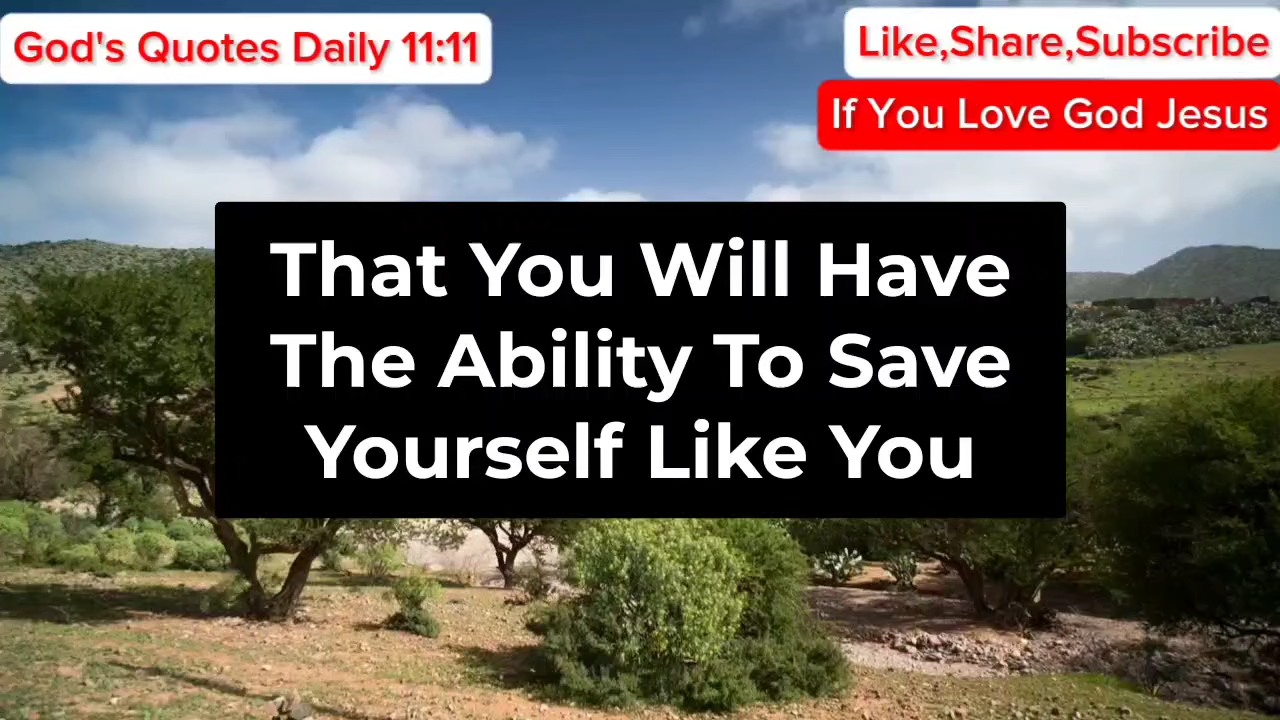 God's Quotes Daily 11:11
Like,Share,Subscribe
If You Love God Jesus
That You Will Have
The Ability To Save
Yourself Like You